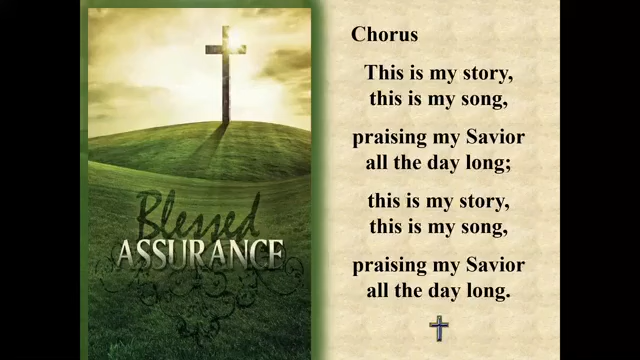 Blessed
ASSURANCE
Chorus
This is my story,
this is my song,
praising my Savior
all the day long;
this is my story,
this is my song,
praising my Savior
all the day long.